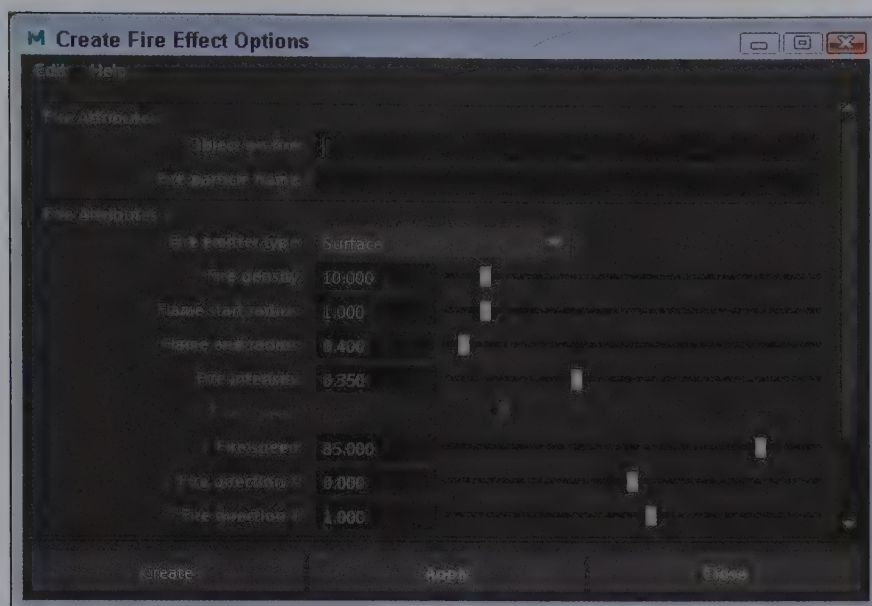 Create Fire Effect Options
Edit Help
Fire Attributes
Object on fire:
Fire particle name:
Fire Attributes
Fire emitter type: Surface
Fire density: 10.000
Flame start radius: 1.000
Flame end radius: 0.400
Fire intensity: 0.350
Fire speed: 85.000
Fire direction X: 0.000
Fire direction Y: 1.000
Create Apply Close